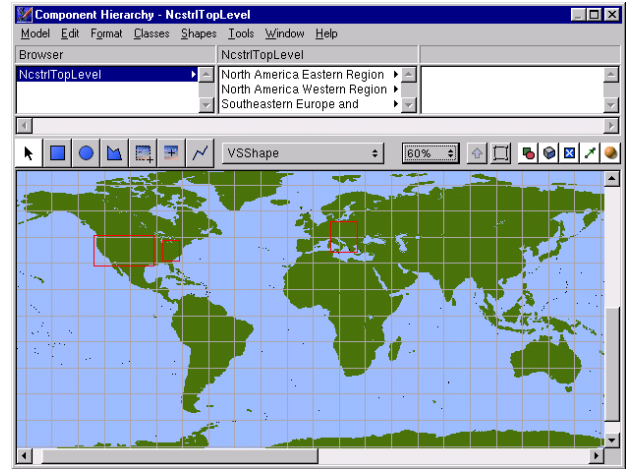 Component Hierarchy - NcstrlTopLevel
Model Edit Format Classes Shapes Tools Window Help
Browser NcstrlTopLevel
NcstrlTopLevel North America Eastern Region
North America Western Region
Southeastern Europe and
VSShape 60%